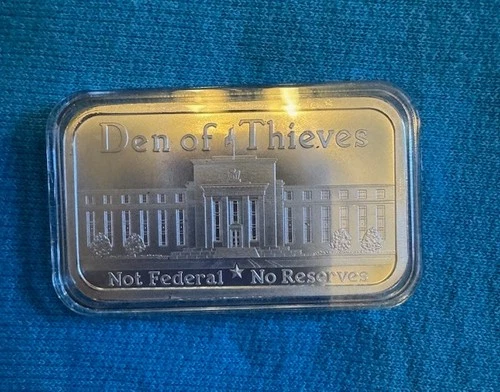 Den of Thieves
Not Federal ★ No Reserves